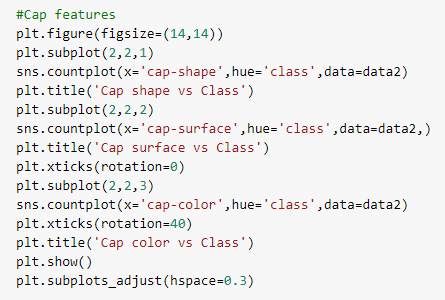 #Cap features
plt.figure(figsize=(14,14))
plt.subplot(2,2,1)
sns.countplot(x='cap-shape',hue='class',data=data2)
plt.title('Cap shape vs Class')
plt.subplot(2,2,2)
sns.countplot(x='cap-surface',hue='class',data=data2,)
plt.title('Cap surface vs Class')
plt.xticks(rotation=0)
plt.subplot(2,2,3)
sns.countplot(x='cap-color',hue='class',data=data2)
plt.xticks(rotation=40)
plt.title('Cap color vs Class')
plt.show()
plt.subplots_adjust(hspace=0.3)